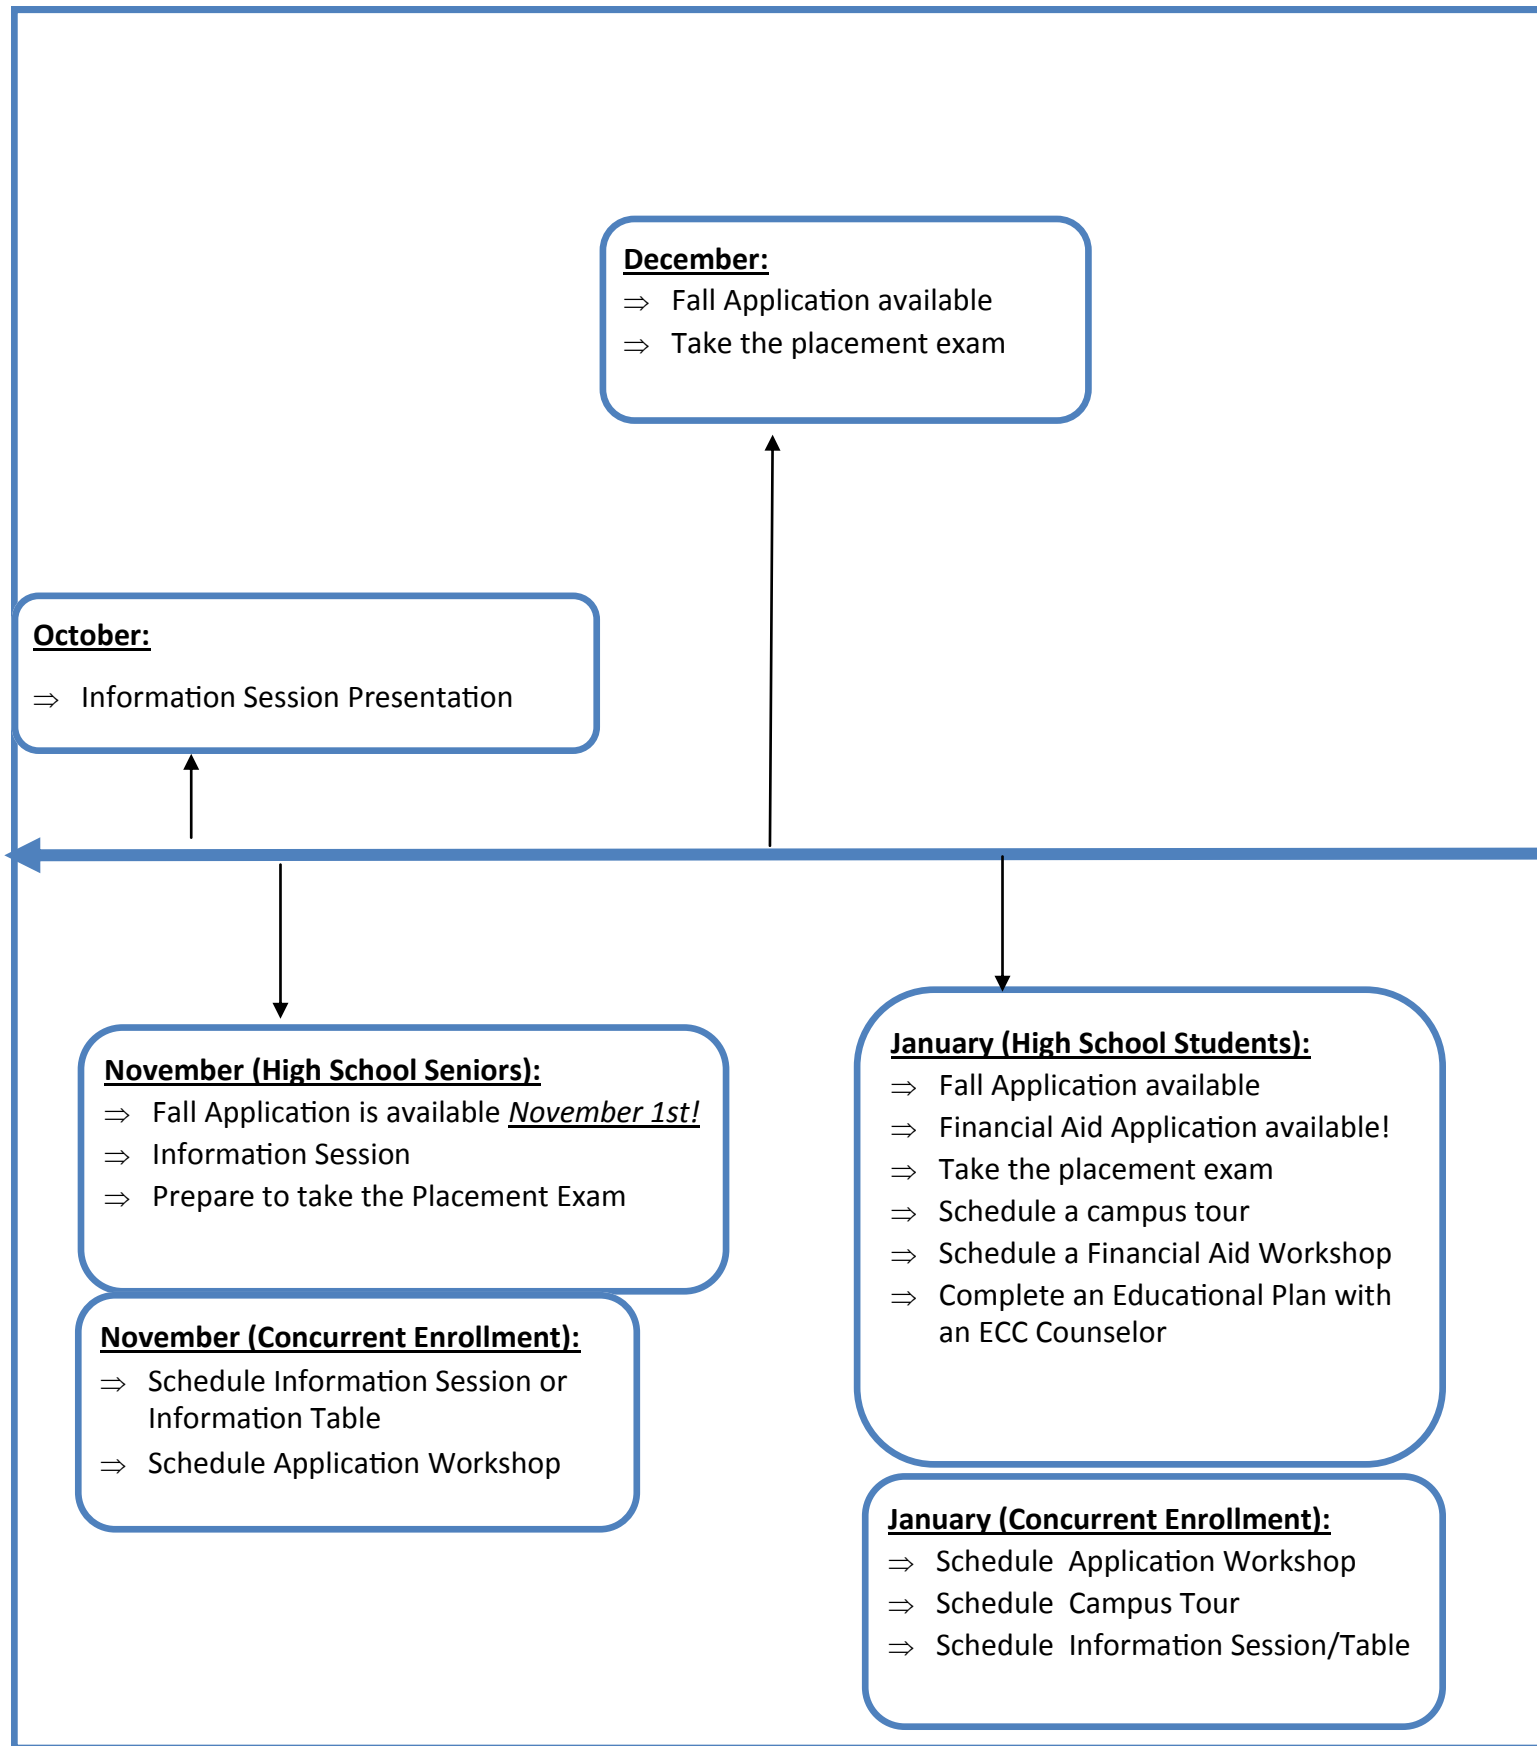 December:
⇒ Fall Application available
⇒ Take the placement exam
October:
⇒ Information Session Presentation
November (High School Seniors):
⇒ Fall Application is available November 1st!
⇒ Information Session
⇒ Prepare to take the Placement Exam
November (Concurrent Enrollment):
⇒ Schedule Information Session or
Information Table
⇒ Schedule Application Workshop
January (High School Students):
⇒ Fall Application available
⇒ Financial Aid Application available!
⇒ Take the placement exam
⇒ Schedule a campus tour
⇒ Schedule a Financial Aid Workshop
⇒ Complete an Educational Plan with
an ECC Counselor
January (Concurrent Enrollment):
⇒ Schedule Application Workshop
⇒ Schedule Campus Tour
⇒ Schedule Information Session/Table